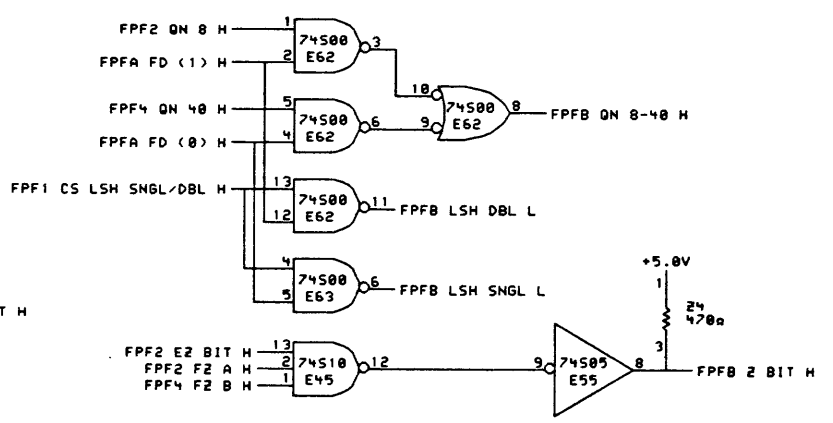 FPF2 QN 8 H
1
74S00
E62
3
FPFA FD (1) H
2
FPF4 QN 40 H
5
74S00
E62
6
FPFA FD (0) H
4
10
9
74S00
E62
8
FPFB QN 8-40 H
FPF1 CS LSH SNGL/DBL H
13
12
74S00
E62
11
FPFB LSH DBL L
4
5
74S00
E63
6
FPFB LSH SNGL L
T H
FPF2 EZ BIT H
13
FPF2 FZ A H
2
FPF4 FZ B H
1
74S10
E45
12
9
74S05
E55
8
+5.0V
1
Z4
470Ω
3
FPFB Z BIT H